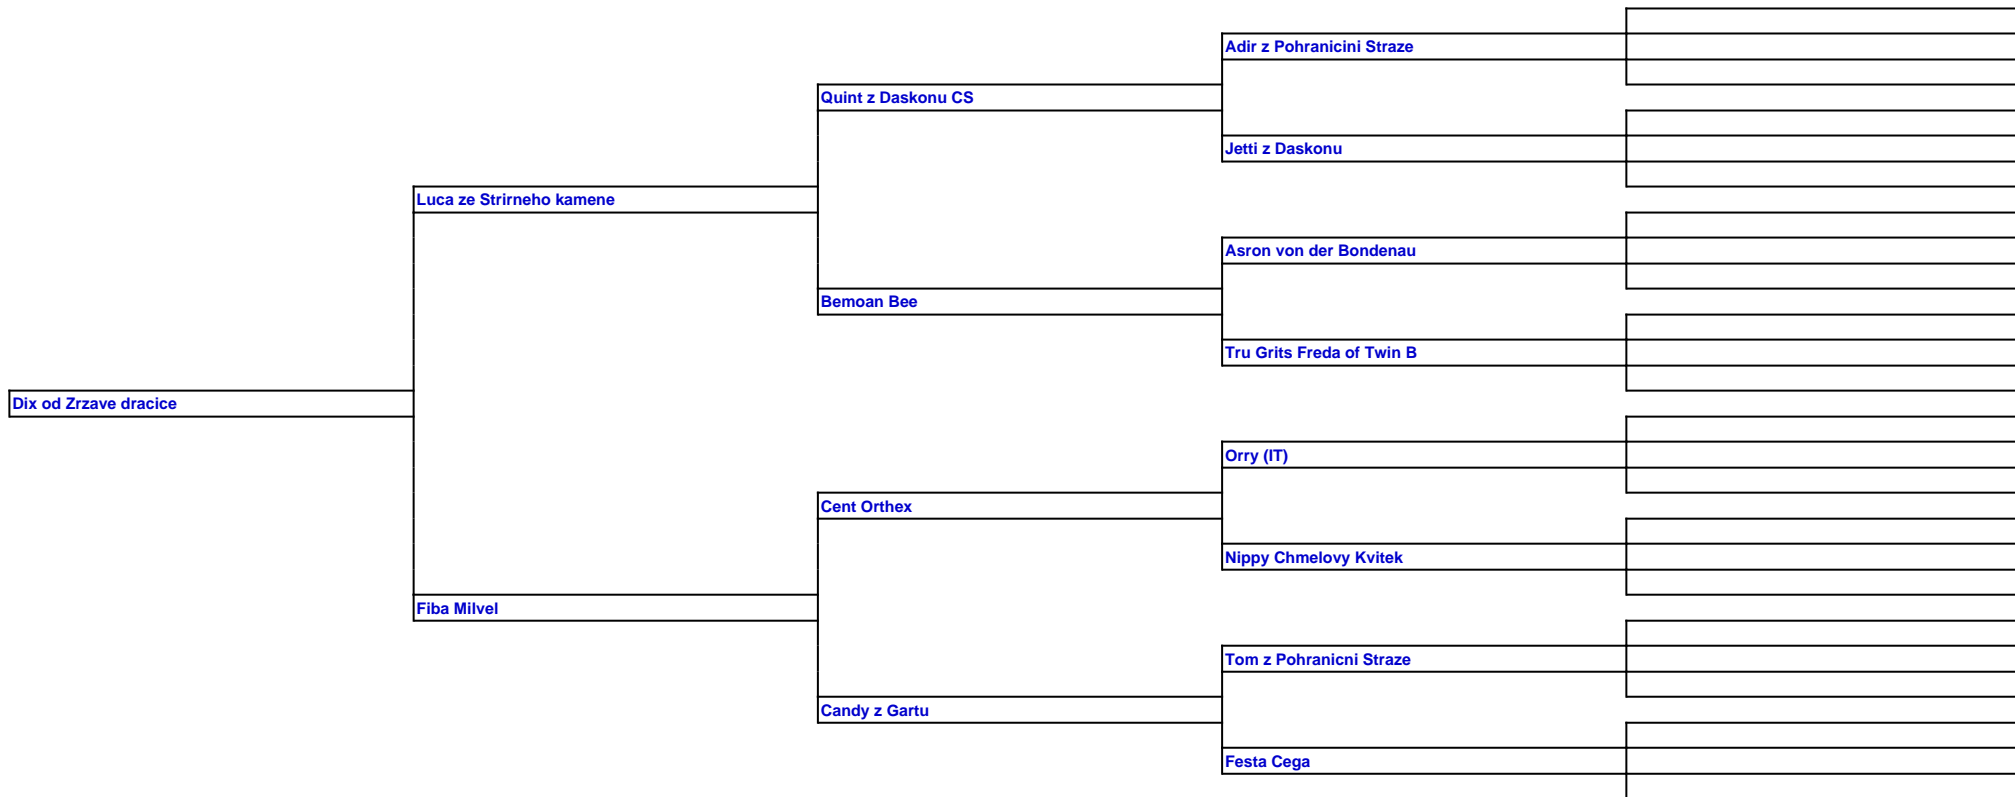 Adir z Pohranicini Straze
Quint z Daskonu CS
Jetti z Daskonu
Luca ze Strirneho kamene
Asron von der Bondenau
Bemoan Bee
Tru Grits Freda of Twin B
Dix od Zrzave dracice
Orry (IT)
Cent Orthex
Nippy Chmelovy Kvitek
Fiba Milvel
Tom z Pohranicni Straze
Candy z Gartu
Festa Cega